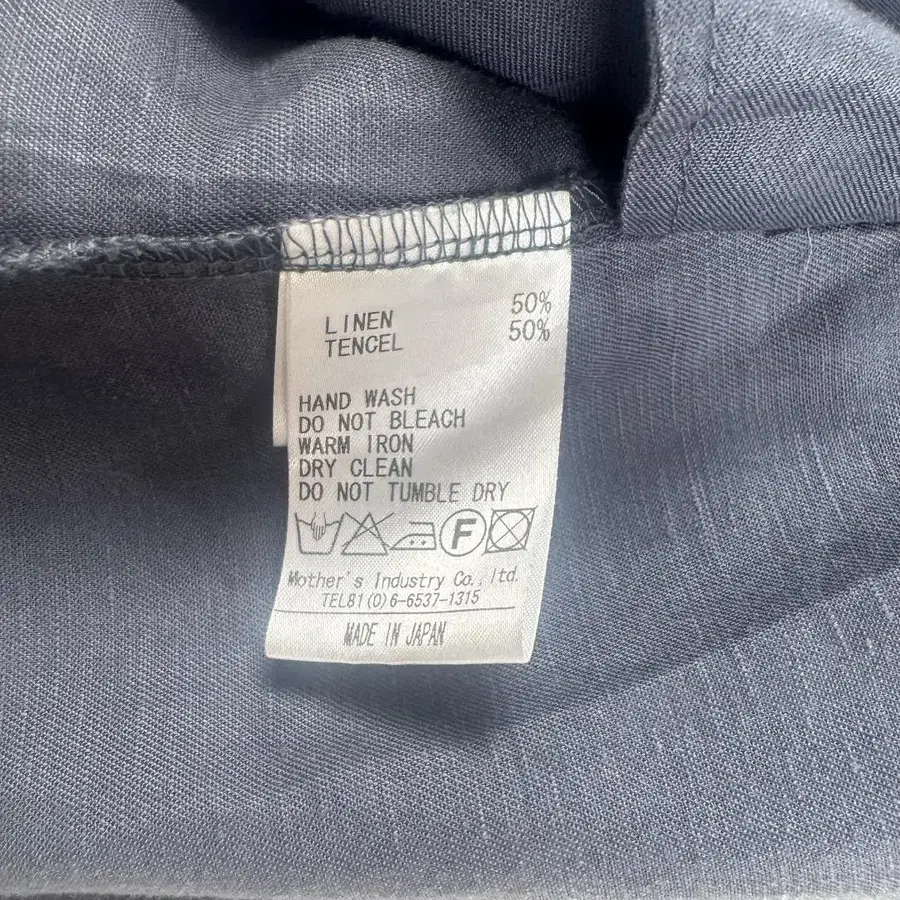 LINEN 50%
TENCEL 50%
HAND WASH
DO NOT BLEACH
WARM IRON
DRY CLEAN
DO NOT TUMBLE DRY
F
Mother's Industry Co., ltd.
TEL81(0)6-6537-1315
MADE IN JAPAN